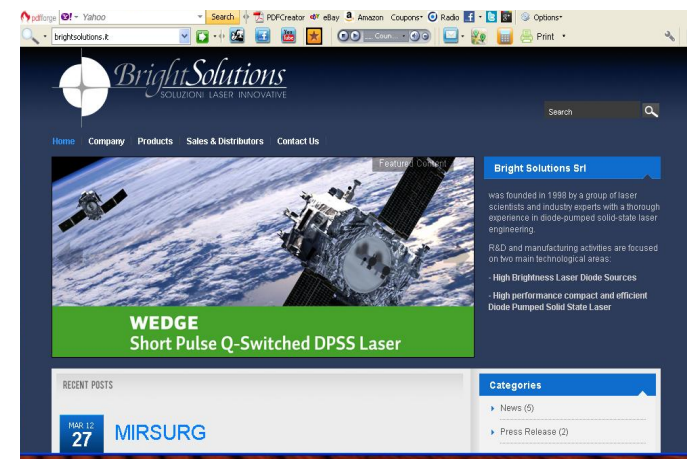 pdfforge Yahoo Search PDFCreator eBay Amazon Coupons Radio Options
brightsolutions.it Coun... Print
BrightSolutions
SOLUZIONI LASER INNOVATIVE
Search
Home Company Products Sales & Distributors Contact Us
Featured Content
Bright Solutions Srl
was founded in 1998 by a group of laser
scientists and industry experts with a thorough
experience in diode-pumped solid-state laser
engineering.
R&D and manufacturing activities are focused
on two main technological areas:
- High Brightness Laser Diode Sources
- High performance compact and efficient
Diode Pumped Solid State Laser
WEDGE
Short Pulse Q-Switched DPSS Laser
RECENT POSTS
Categories
News (5)
MAR 12
27
MIRSURG
Press Release (2)